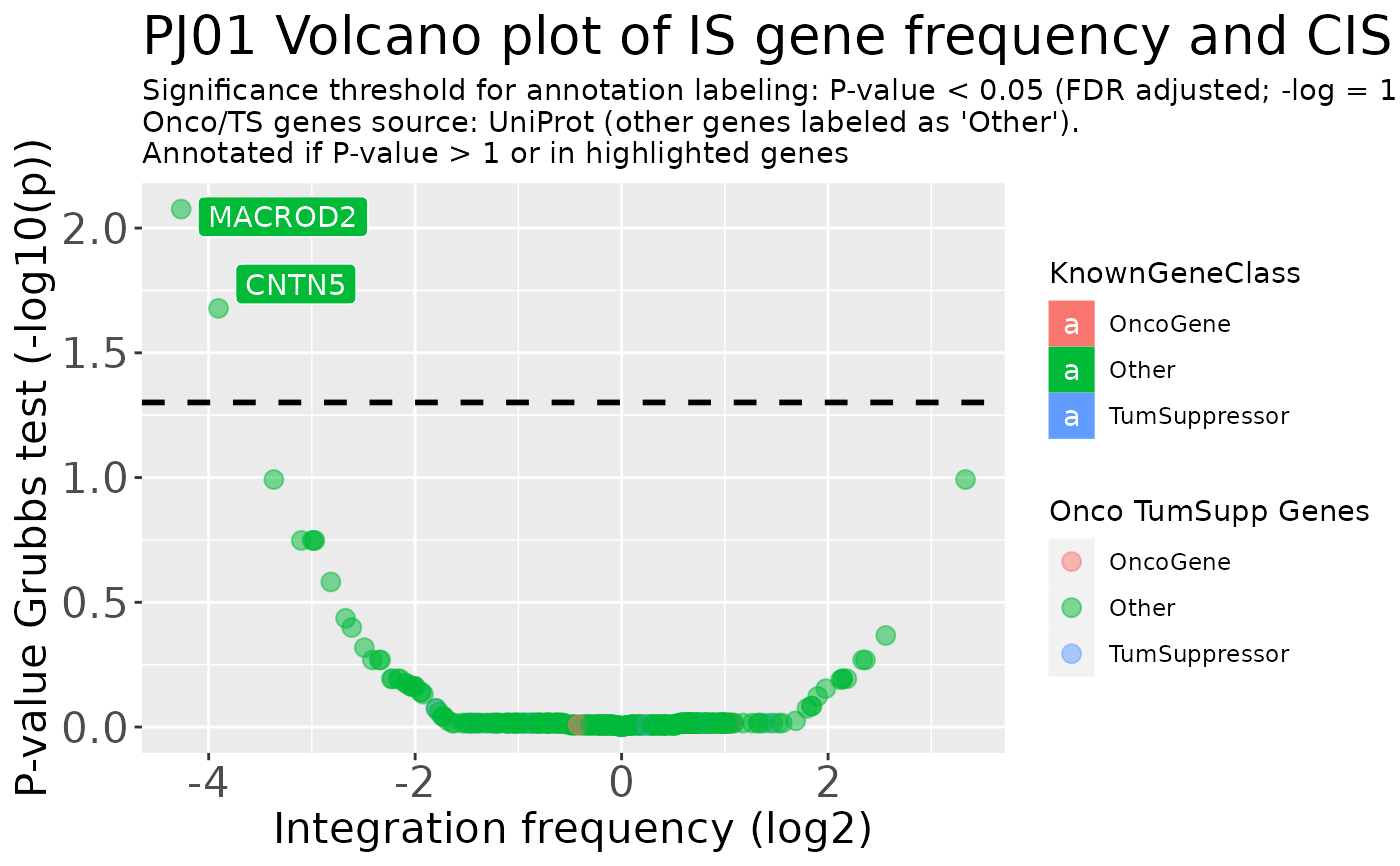 PJ01 Volcano plot of IS gene frequency and CIS
Significance threshold for annotation labeling: P-value < 0.05 (FDR adjusted; -log = 1
Onco/TS genes source: UniProt (other genes labeled as 'Other').
Annotated if P-value > 1 or in highlighted genes
P-value Grubbs test (-log10(p))
2.0
1.5
1.0
0.5
0.0
MACROD2
CNTN5
-4
-2
0
2
Integration frequency (log2)
KnownGeneClass
a OncoGene
a Other
a TumSuppressor
Onco TumSupp Genes
OncoGene
Other
TumSuppressor